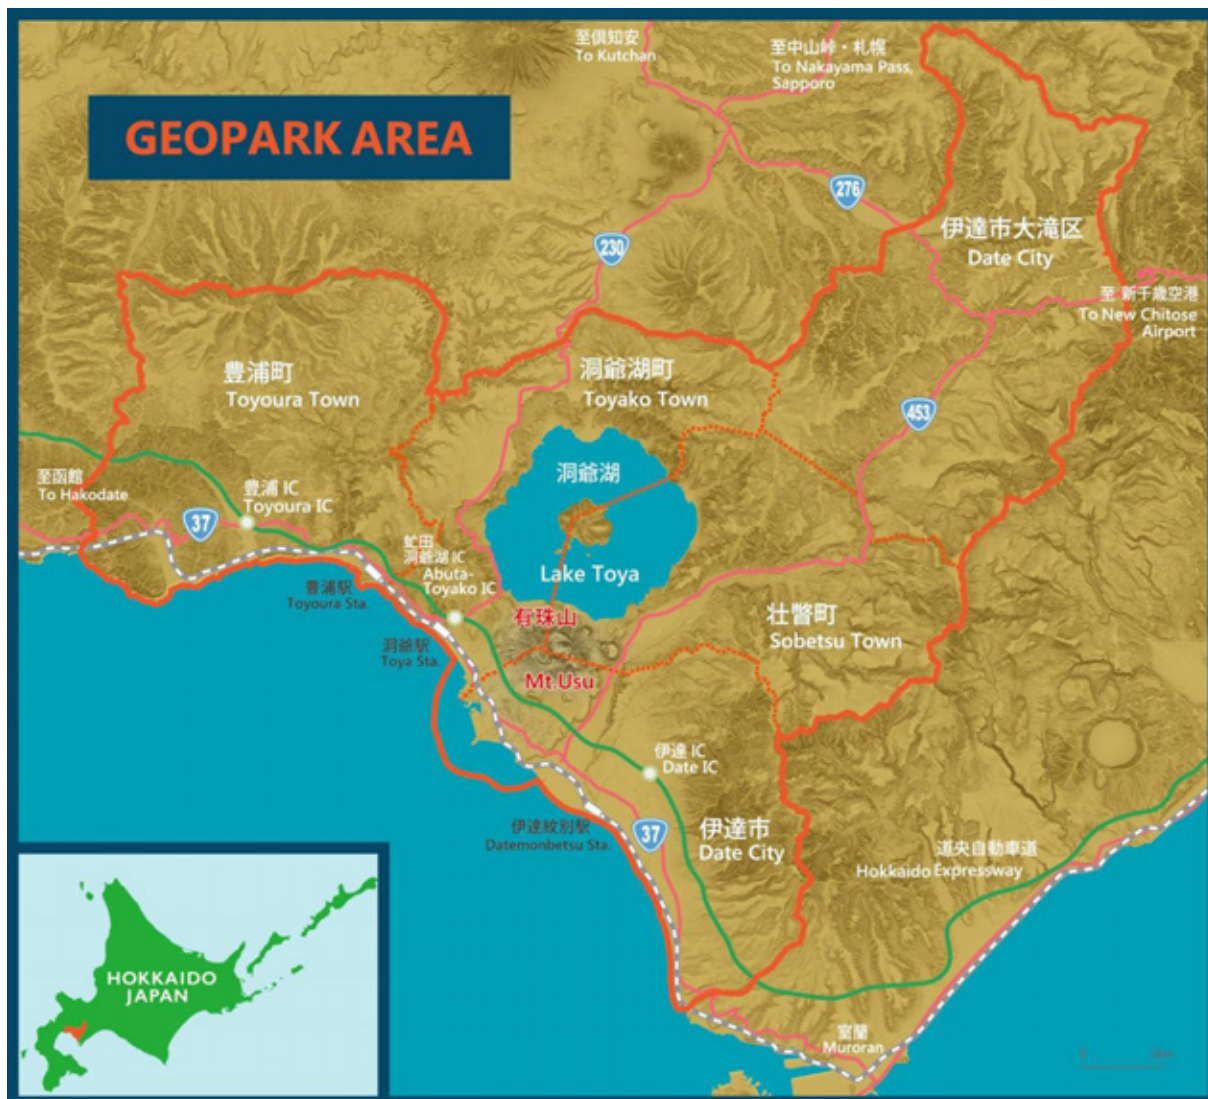 至倶知安
To Kutchan
至中山峠・札幌
To Nakayama Pass,
Sapporo
GEOPARK AREA
276
230
伊達市大滝区
Date City
至 新千歳空港
To New Chitose
Airport
豊浦町
Toyoura Town
洞爺湖町
Toyako Town
453
至函館
To Hakodate
豊浦 IC
Toyoura IC
37
洞爺湖
Lake Toya
虻田
洞爺湖 IC
Abuta-
Toyako IC
豊浦駅
Toyoura Sta.
有珠山
Mt.Usu
壮瞥町
Sobetsu Town
洞爺駅
Toya Sta.
伊達 IC
Date IC
伊達紋別駅
Datemonbetsu Sta.
37
伊達市
Date City
道央自動車道
Hokkaido Expressway
HOKKAIDO
JAPAN
室蘭
Muroran
0